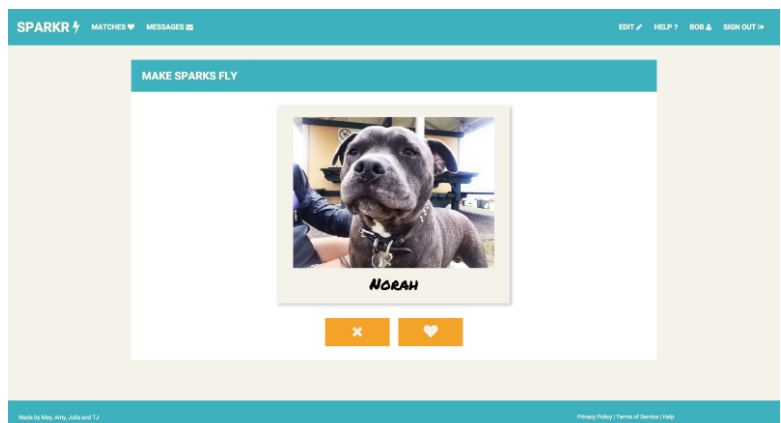 SPARKR MATCHES MESSAGES EDIT HELP ? BOB SIGN OUT
MAKE SPARKS FLY
NORAH
Made by May, Amy, Julia and TJ Privacy Policy | Terms of Service | Help